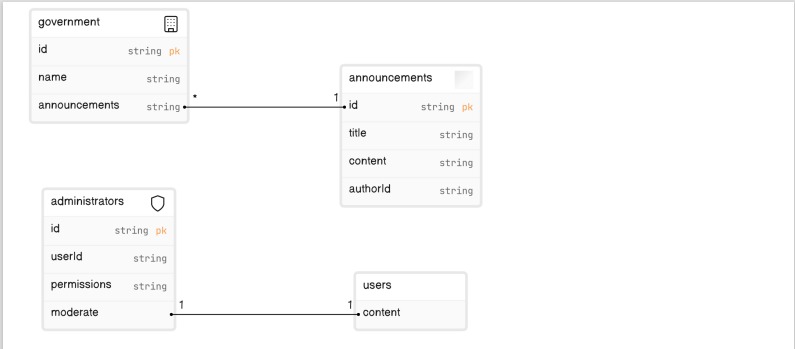 government
id string pk
name string
announcements string
* 1
announcements
id string pk
title string
content string
authorId string
administrators
id string pk
userId string
permissions string
moderate
1 1
users
content